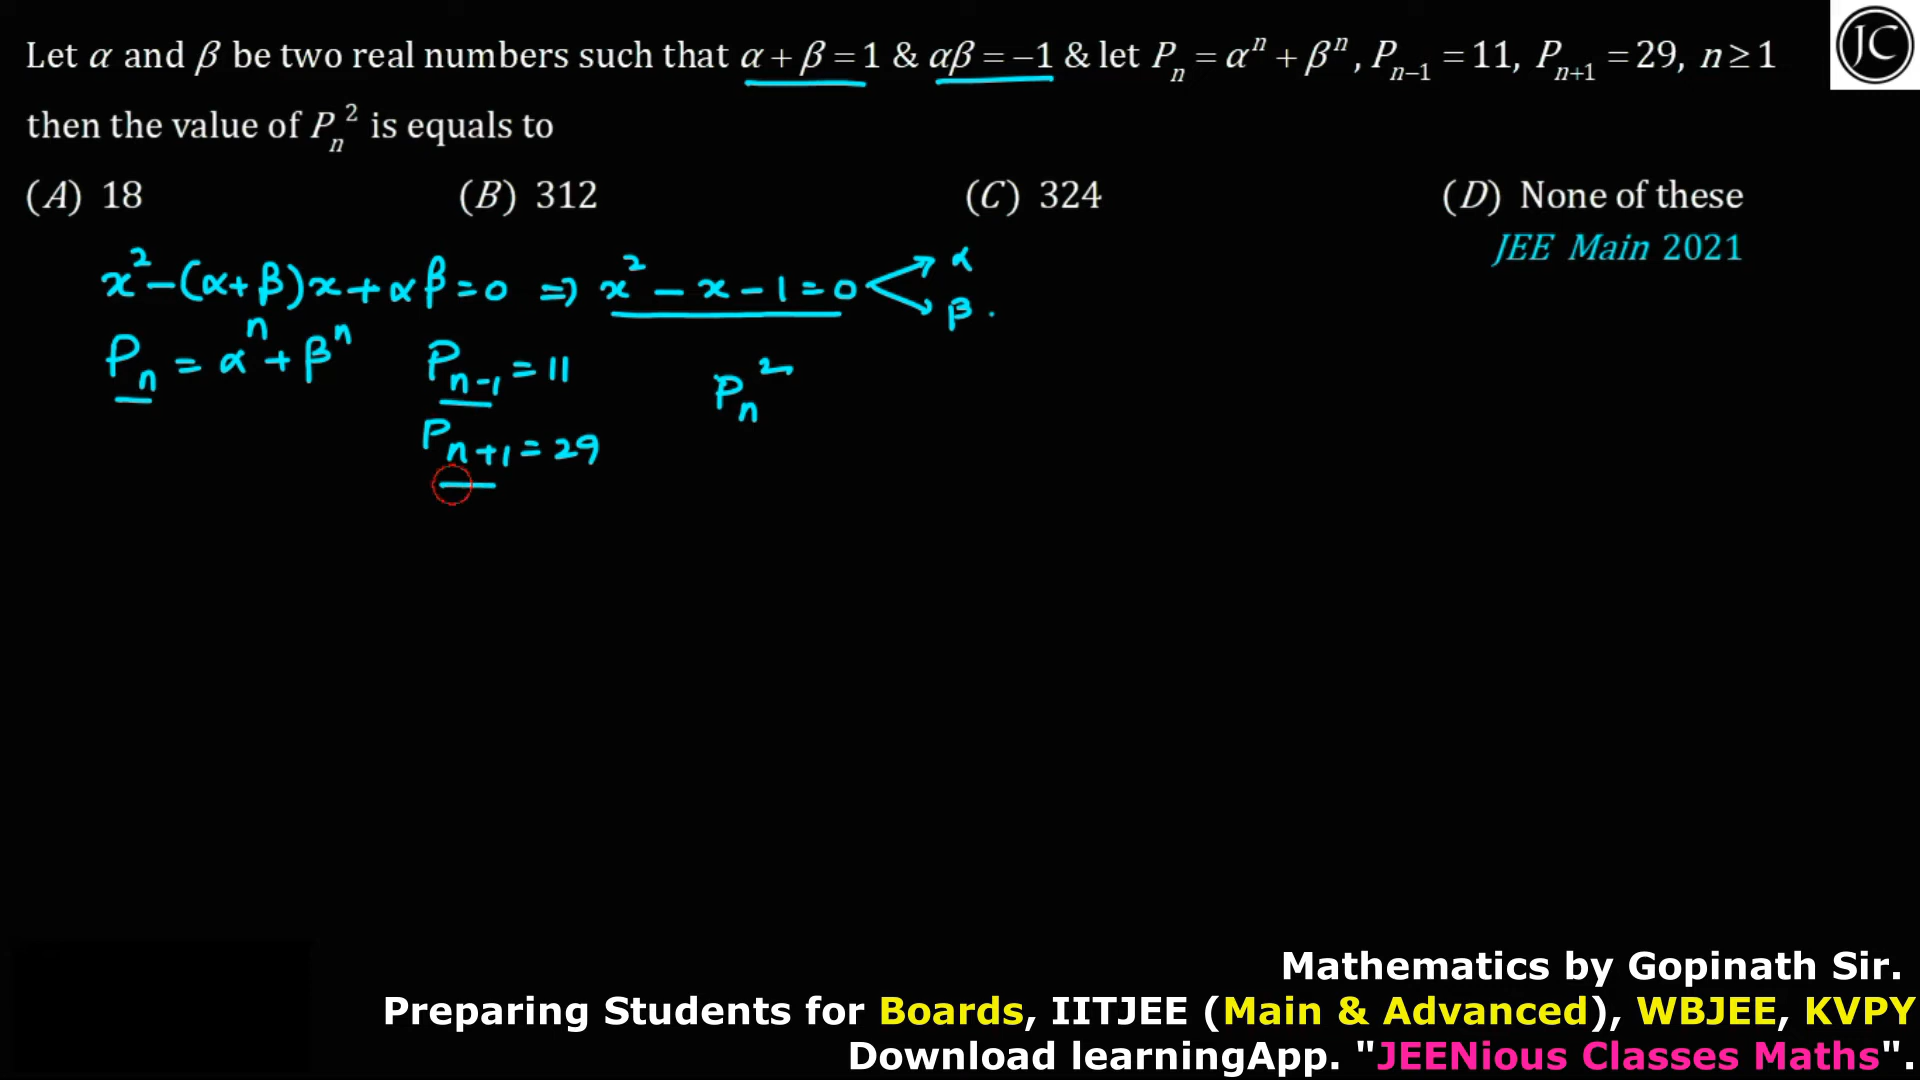 Let α and β be two real numbers such that α + β = 1 & αβ = −1 & let Pₙ = αⁿ + βⁿ, Pₙ₋₁ = 11, Pₙ₊₁ = 29, n ≥ 1
JC
then the value of Pₙ² is equals to
(A) 18 (B) 312 (C) 324 (D) None of these
JEE Main 2021
x² − (α+β)x + αβ = 0 ⇒ x² − x − 1 = 0 α
β.
Pₙ = αⁿ + βⁿ Pₙ₋₁ = 11 Pₙ²
Pₙ₊₁ = 29
Mathematics by Gopinath Sir.
Preparing Students for Boards, IITJEE (Main & Advanced), WBJEE, KVPY
Download learningApp. "JEENious Classes Maths".